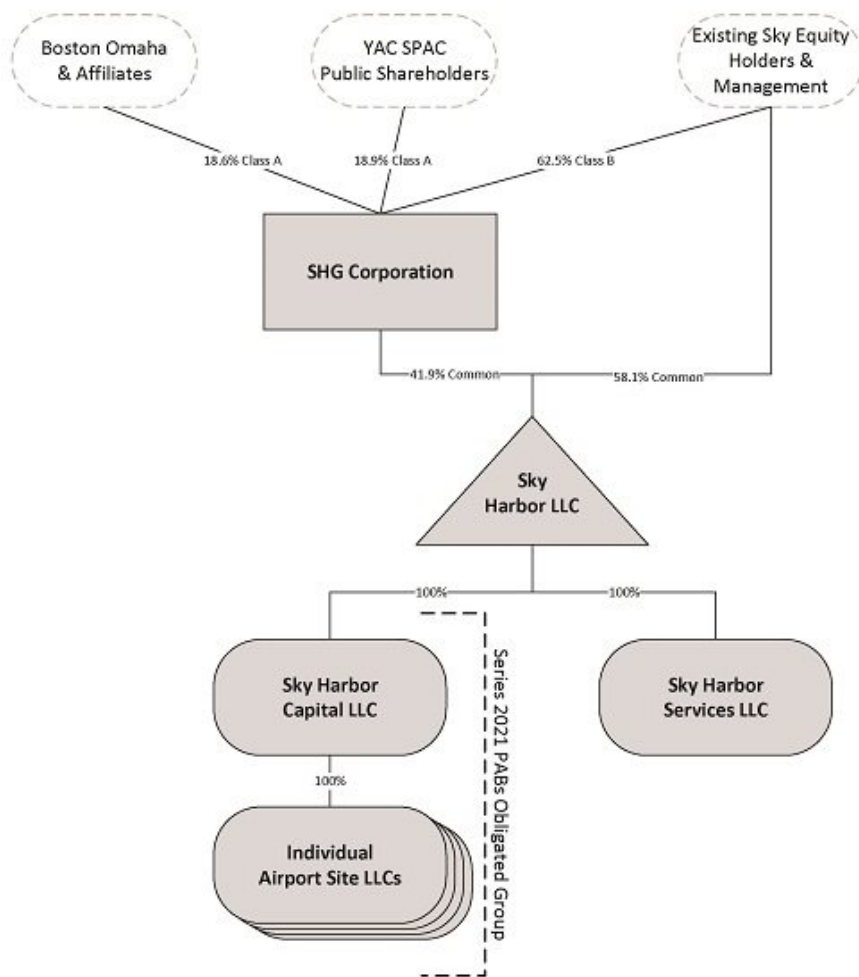 Boston Omaha
& Affiliates
YAC SPAC
Public Shareholders
Existing Sky Equity
Holders &
Management
18.6% Class A
18.9% Class A
62.5% Class B
SHG Corporation
41.9% Common
58.1% Common
Sky
Harbor LLC
100%
100%
Sky Harbor
Capital LLC
Sky Harbor
Services LLC
Series 2021 PABs Obligated Group
100%
Individual
Airport Site LLCs